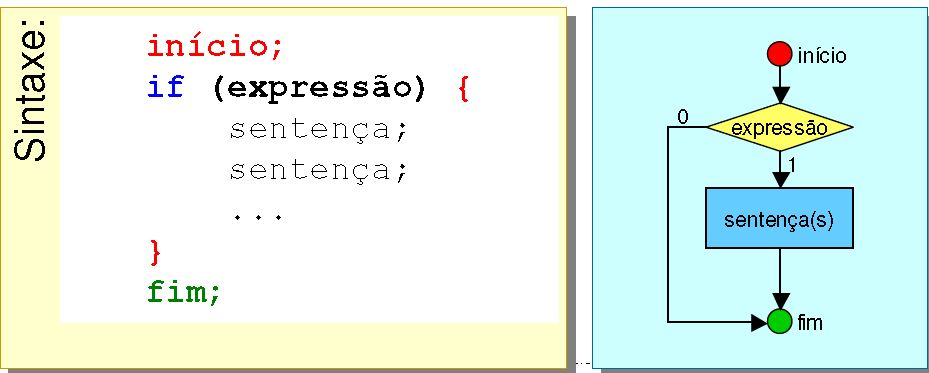 Sintaxe:
início;
if (expressão) {
sentença;
sentença;
...
}
fim;
início
0
expressão
1
sentença(s)
fim